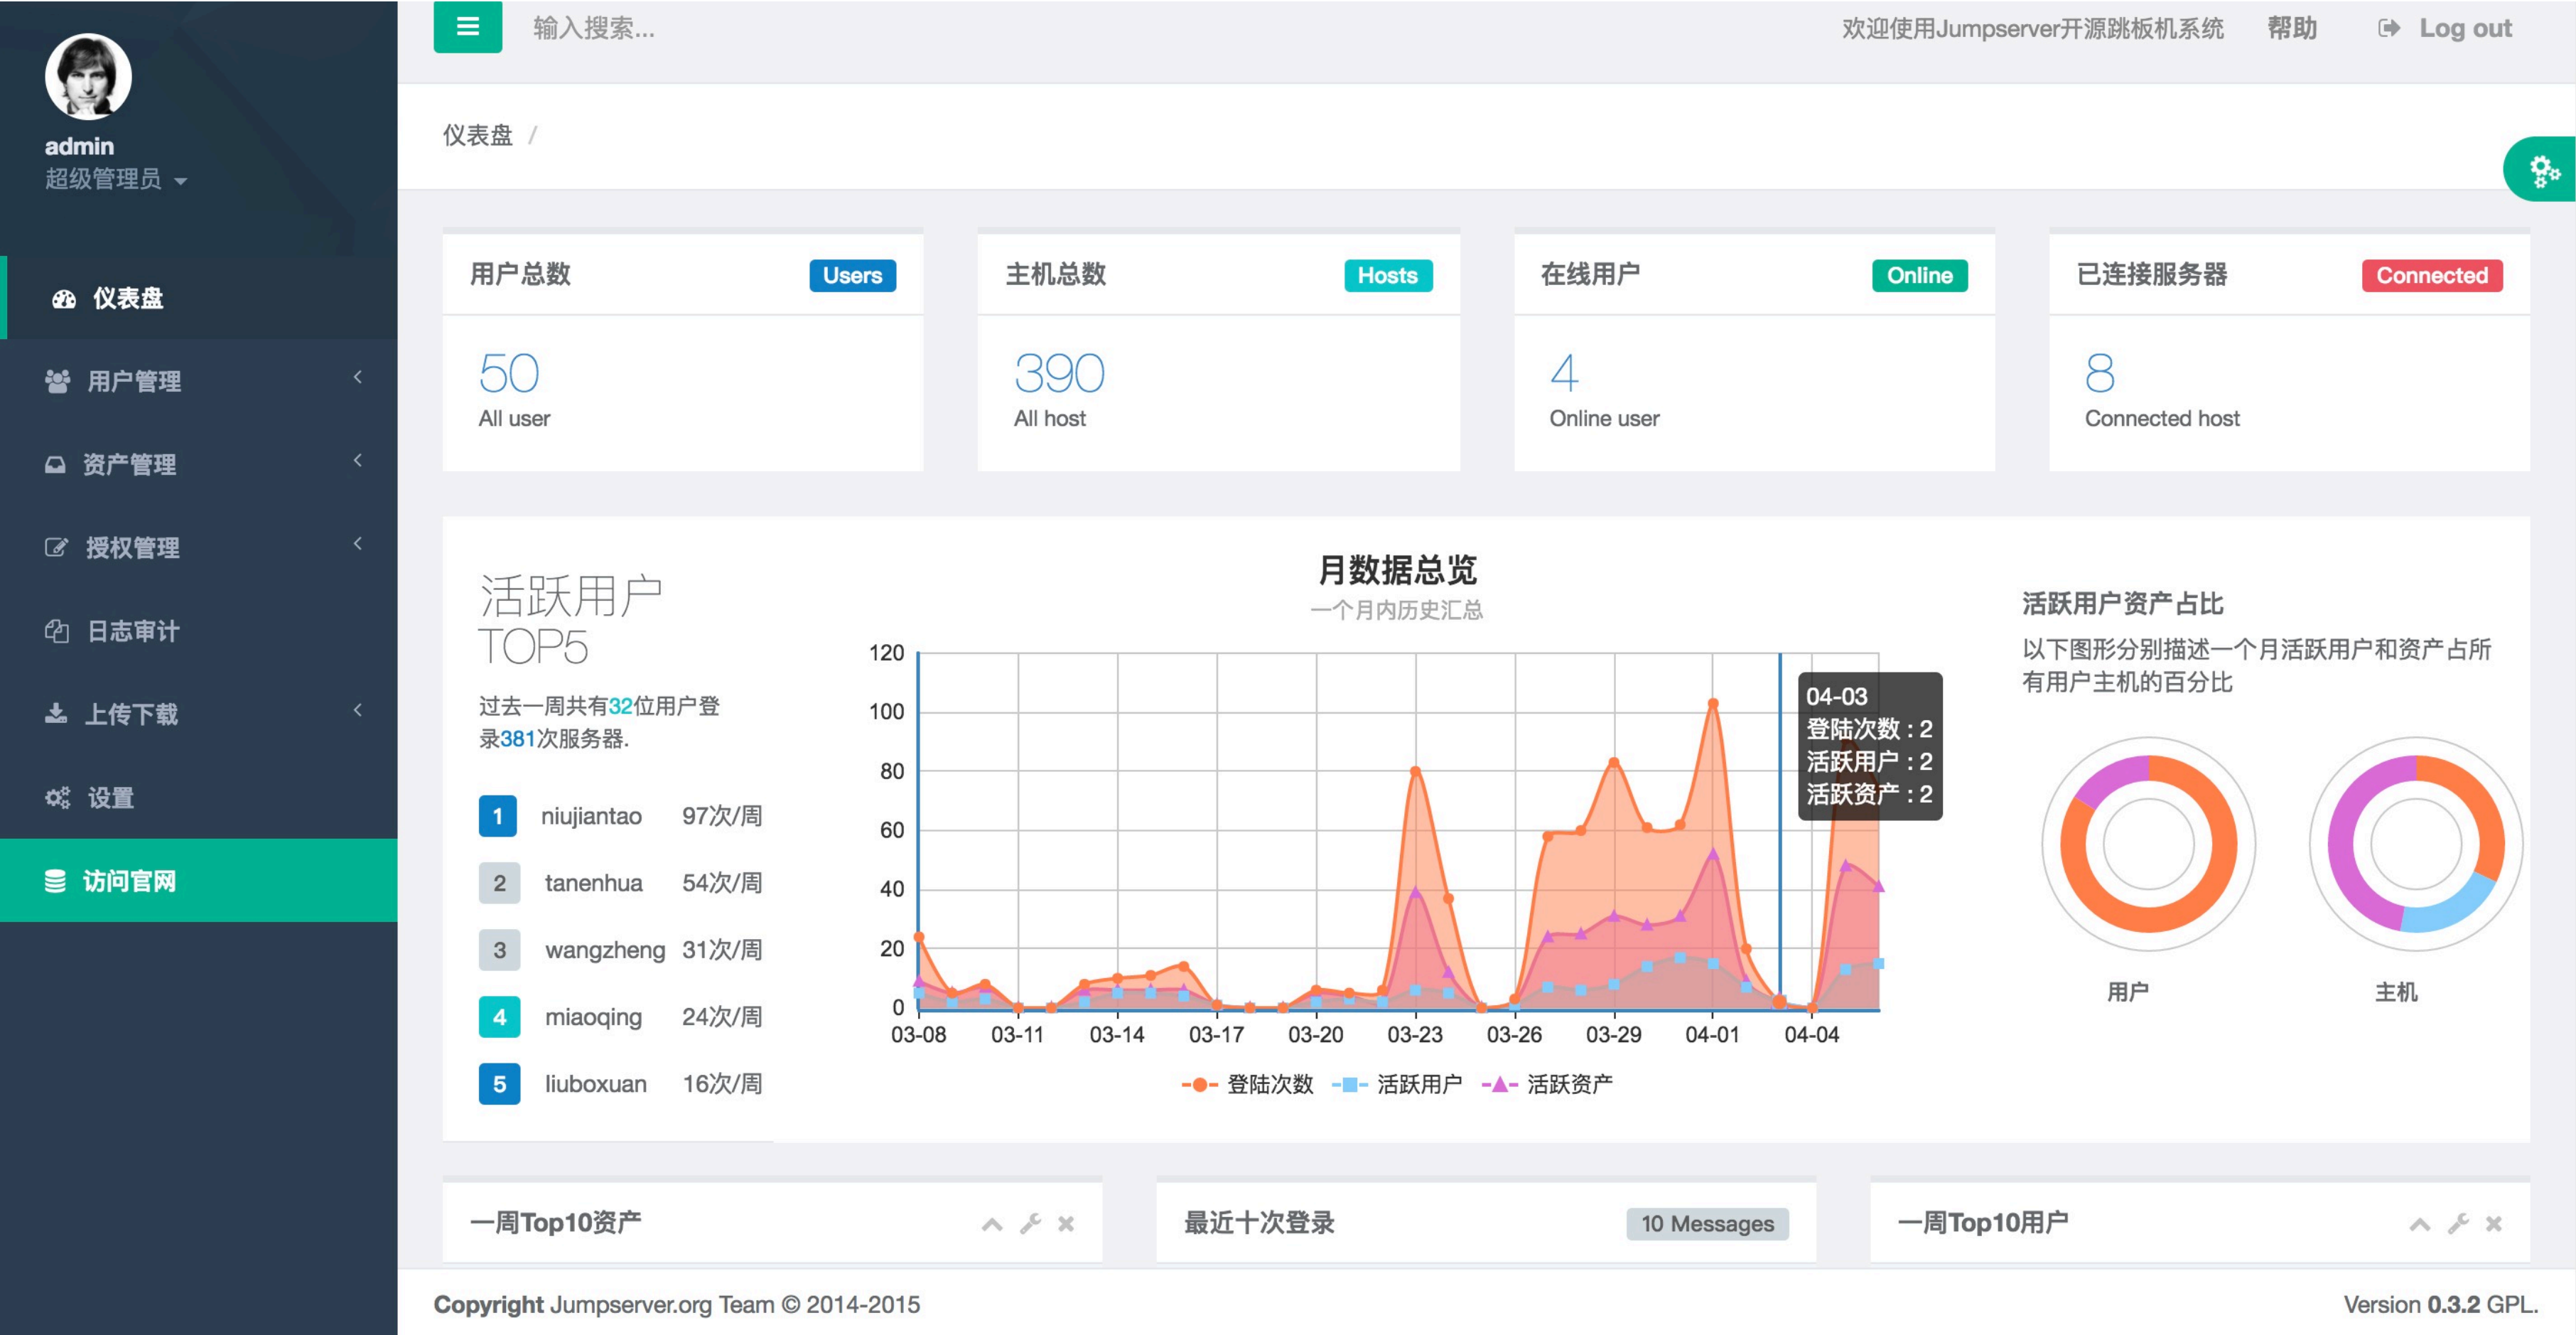 输入搜索...
欢迎使用Jumpserver开源跳板机系统 帮助 Log out
admin
超级管理员
仪表盘
用户管理
资产管理
授权管理
日志审计
上传下载
设置
访问官网
仪表盘 /
用户总数 Users
50
All user
主机总数 Hosts
390
All host
在线用户 Online
4
Online user
已连接服务器 Connected
8
Connected host
活跃用户
TOP5
过去一周共有32位用户登
录381次服务器.
1 niujiantao 97次/周
2 tanenhua 54次/周
3 wangzheng 31次/周
4 miaoqing 24次/周
5 liuboxuan 16次/周
月数据总览
一个月内历史汇总
120
100
80
60
40
20
0
03-08 03-11 03-14 03-17 03-20 03-23 03-26 03-29 04-01 04-04
04-03
登陆次数 : 2
活跃用户 : 2
活跃资产 : 2
登陆次数 活跃用户 活跃资产
活跃用户资产占比
以下图形分别描述一个月活跃用户和资产占所
有用户主机的百分比
用户 主机
一周Top10资产
最近十次登录 10 Messages
一周Top10用户
Copyright Jumpserver.org Team © 2014-2015
Version 0.3.2 GPL.